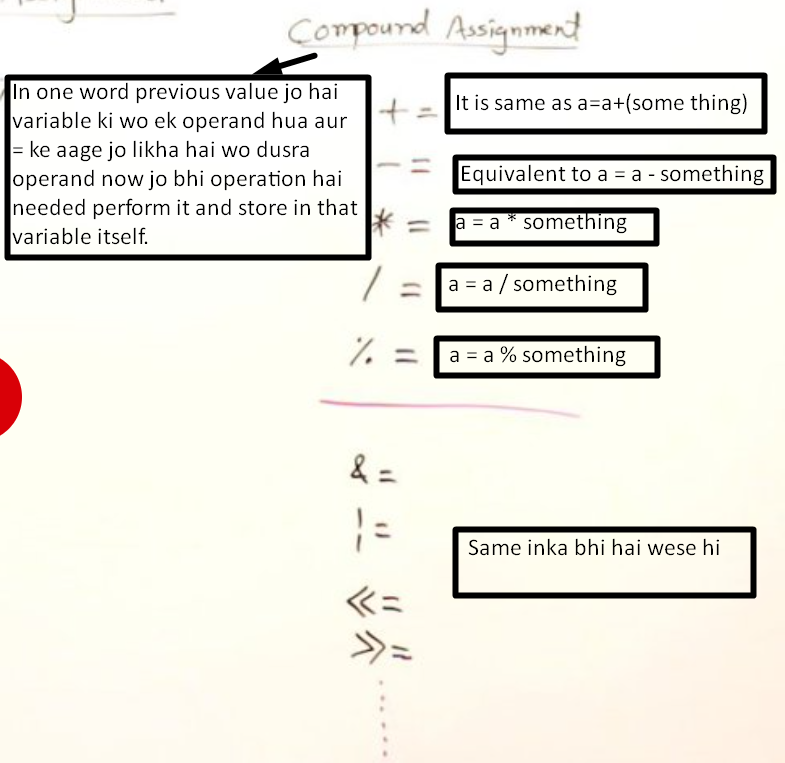 Compound Assignment
In one word previous value jo hai
variable ki wo ek operand hua aur
= ke aage jo likha hai wo dusra
operand now jo bhi operation hai
needed perform it and store in that
variable itself.
+= It is same as a=a+(some thing)
-= Equivalent to a = a - something
*= a = a * something
/= a = a / something
%= a = a % something
&=
|=
Same inka bhi hai wese hi
<<=
>>=